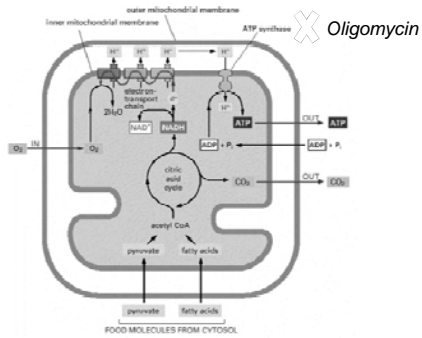 outer mitochondrial membrane
inner mitochondrial membrane
ATP synthase
Oligomycin
H⁺ H⁺ H⁺ H⁺
electron-
transport
chain
H⁺
H⁺
2H₂O
NAD⁺ NADH
ADP + Pᵢ
ATP OUT ATP
ADP + Pᵢ
O₂ IN O₂
citric
acid
cycle
CO₂ OUT CO₂
acetyl CoA
pyruvate fatty acids
pyruvate fatty acids
FOOD MOLECULES FROM CYTOSOL